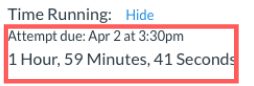 Time Running: Hide
Attempt due: Apr 2 at 3:30pm
1 Hour, 59 Minutes, 41 Seconds